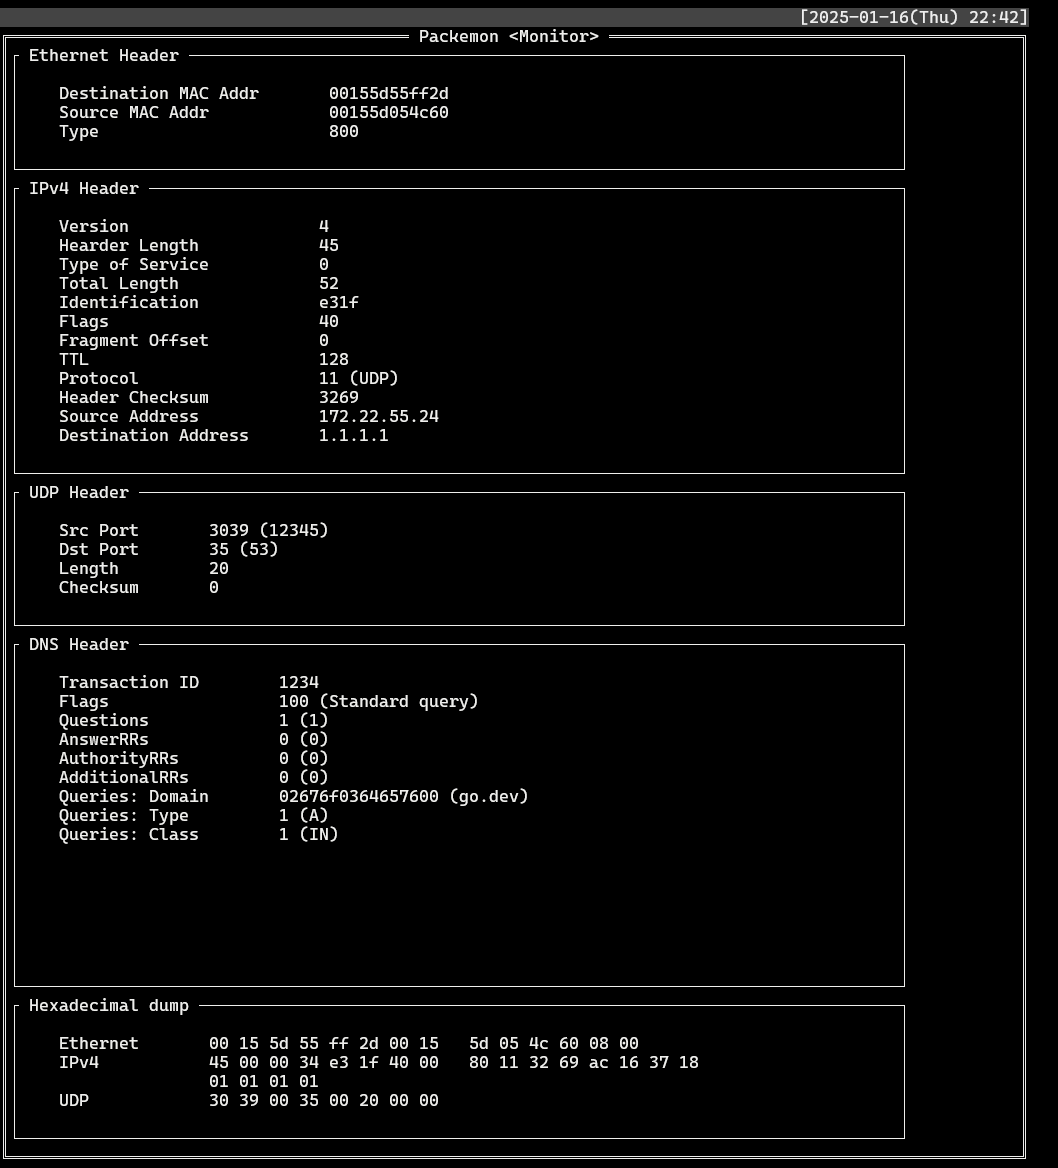 [2025-01-16(Thu) 22:42]
Packemon <Monitor>
Ethernet Header
Destination MAC Addr 00155d55ff2d
Source MAC Addr 00155d054c60
Type 800
IPv4 Header
Version 4
Hearder Length 45
Type of Service 0
Total Length 52
Identification e31f
Flags 40
Fragment Offset 0
TTL 128
Protocol 11 (UDP)
Header Checksum 3269
Source Address 172.22.55.24
Destination Address 1.1.1.1
UDP Header
Src Port 3039 (12345)
Dst Port 35 (53)
Length 20
Checksum 0
DNS Header
Transaction ID 1234
Flags 100 (Standard query)
Questions 1 (1)
AnswerRRs 0 (0)
AuthorityRRs 0 (0)
AdditionalRRs 0 (0)
Queries: Domain 02676f0364657600 (go.dev)
Queries: Type 1 (A)
Queries: Class 1 (IN)
Hexadecimal dump
Ethernet 00 15 5d 55 ff 2d 00 15 5d 05 4c 60 08 00
IPv4 45 00 00 34 e3 1f 40 00 80 11 32 69 ac 16 37 18
01 01 01 01
UDP 30 39 00 35 00 20 00 00